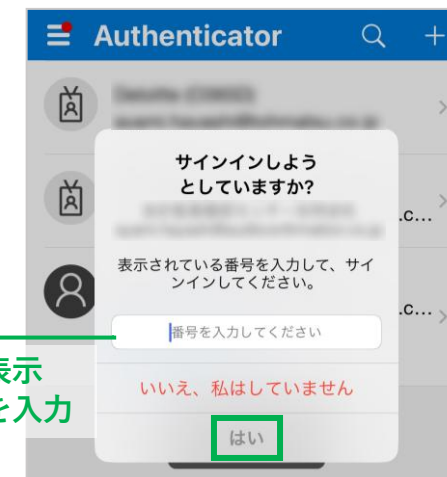 Authenticator
サインインしよう
としていますか?
.c...
表示されている番号を入力して、サイ
ンインしてください。
.c...
番号を入力してください
表示
を入力
いいえ、私はしていません
はい